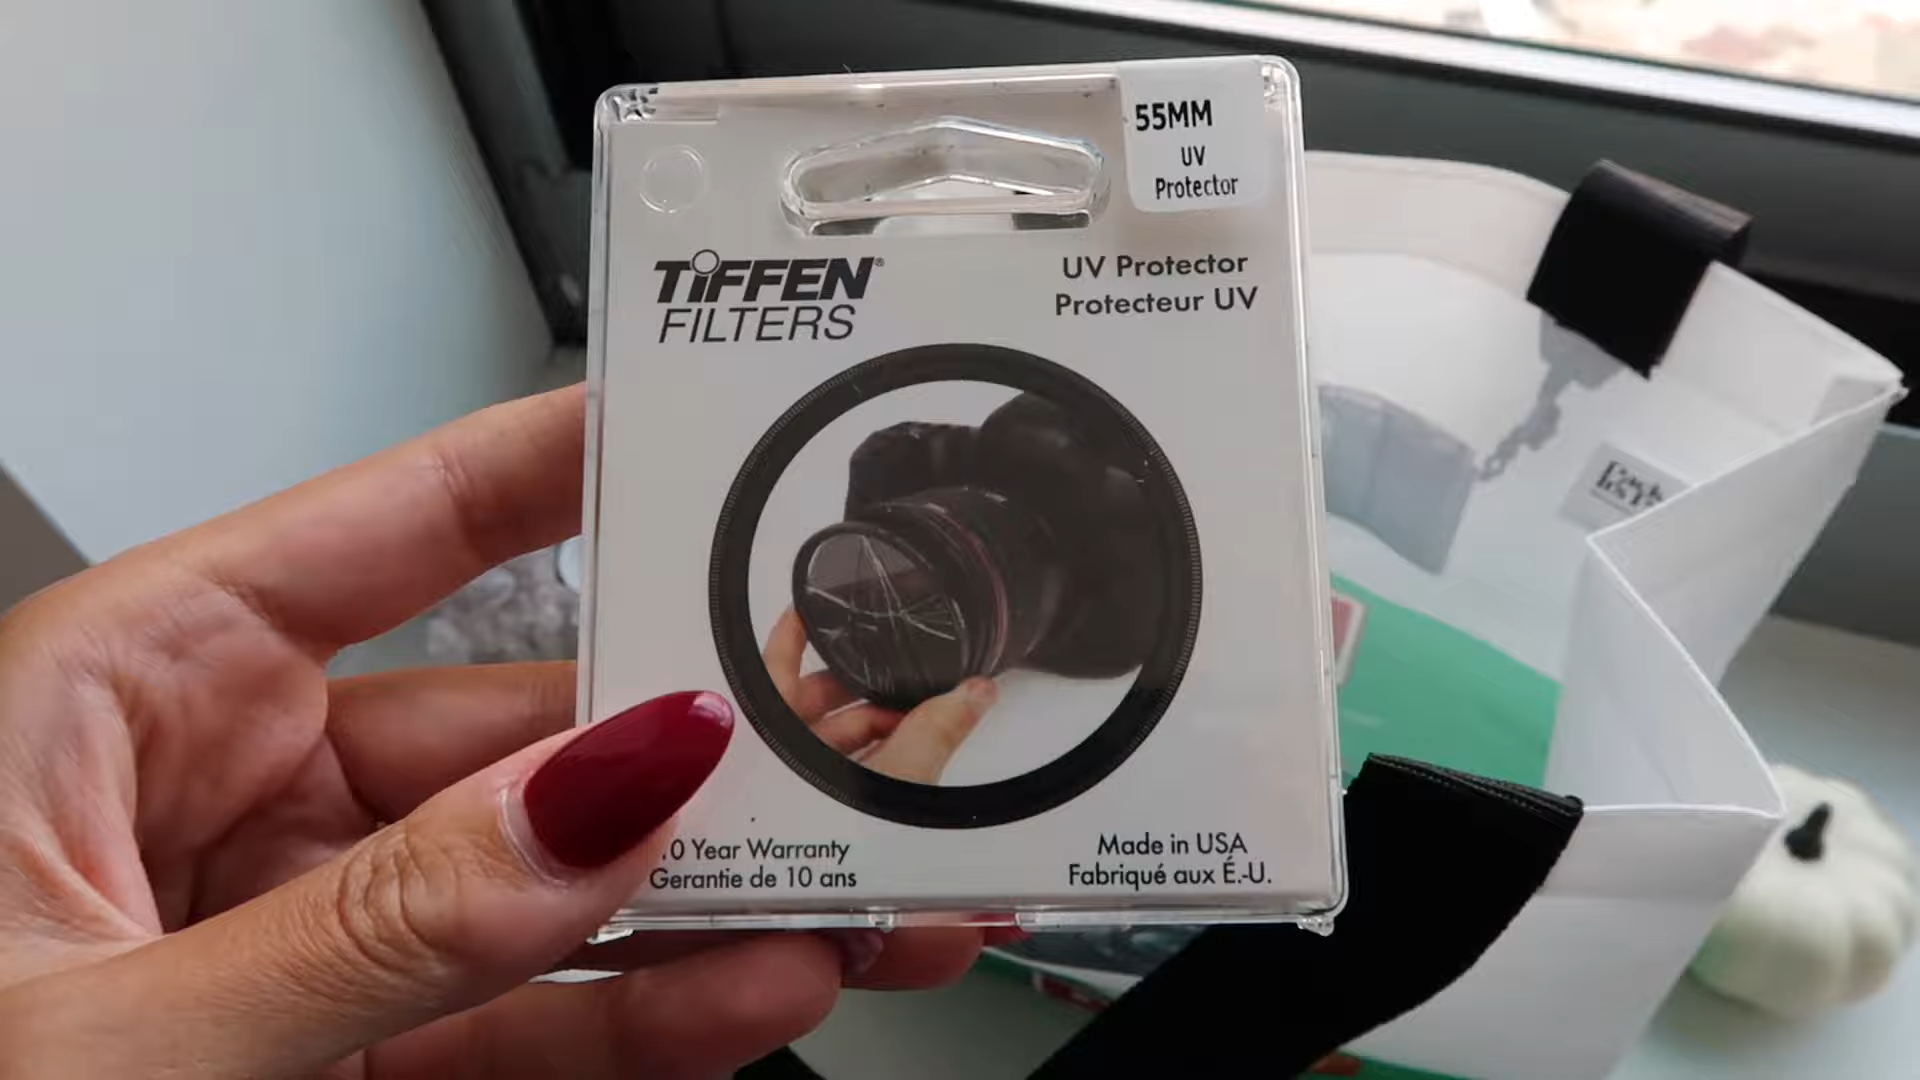 55MM
UV
Protector
TiFFEN®
FILTERS
UV Protector
Protecteur UV
.0 Year Warranty
Gerantie de 10 ans
Made in USA
Fabriqué aux É.-U.